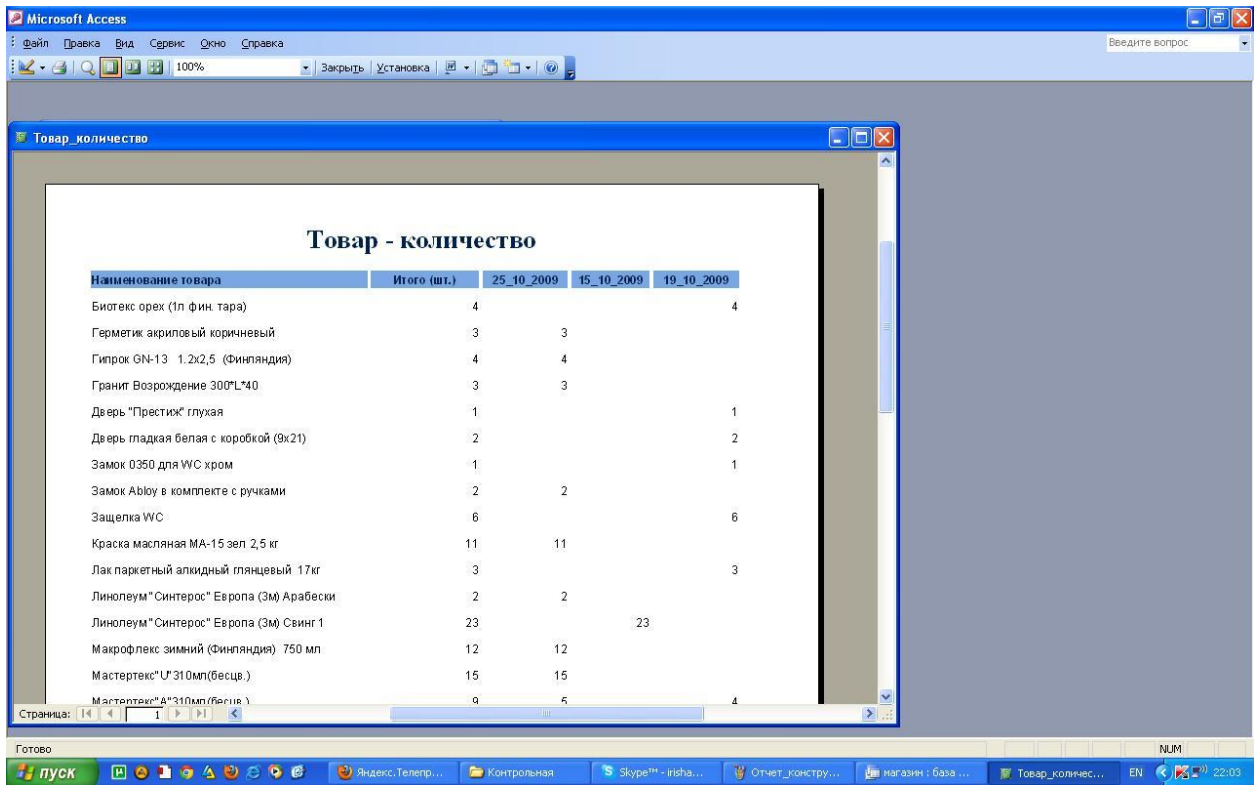 Microsoft Access
Файл Правка Вид Сервис Окно Справка Введите вопрос
100% Закрыть Установка
Товар_количество
Товар - количество
Наименование товара Итого (шт.) 25_10_2009 15_10_2009 19_10_2009
Биотекс орех (1л фин. тара) 4 4
Герметик акриловый коричневый 3 3
Гипрок GN-13 1.2x2,5 (Финляндия) 4 4
Гранит Возрождение 300*L*40 3 3
Дверь "Престиж" глухая 1 1
Дверь гладкая белая с коробкой (9х21) 2 2
Замок 0350 для WC хром 1 1
Замок Abloy в комплекте с ручками 2 2
Защелка WC 6 6
Краска масляная МА-15 зел 2,5 кг 11 11
Лак паркетный алкидный глянцевый 17кг 3 3
Линолеум "Синтерос" Европа (3м) Арабески 2 2
Линолеум "Синтерос" Европа (3м) Свинг 1 23 23
Макрофлекс зимний (Финляндия) 750 мл 12 12
Мастертекс"U"310мл(бесцв.) 15 15
Мастертекс"А"310мл(бесцв.) 9 5 4
Страница: 1
Готово NUM
пуск Яндекс.Телепр... Контрольная Skype™ - irisha... Отчет_констру... магазин : база ... Товар_количес... EN 22:03